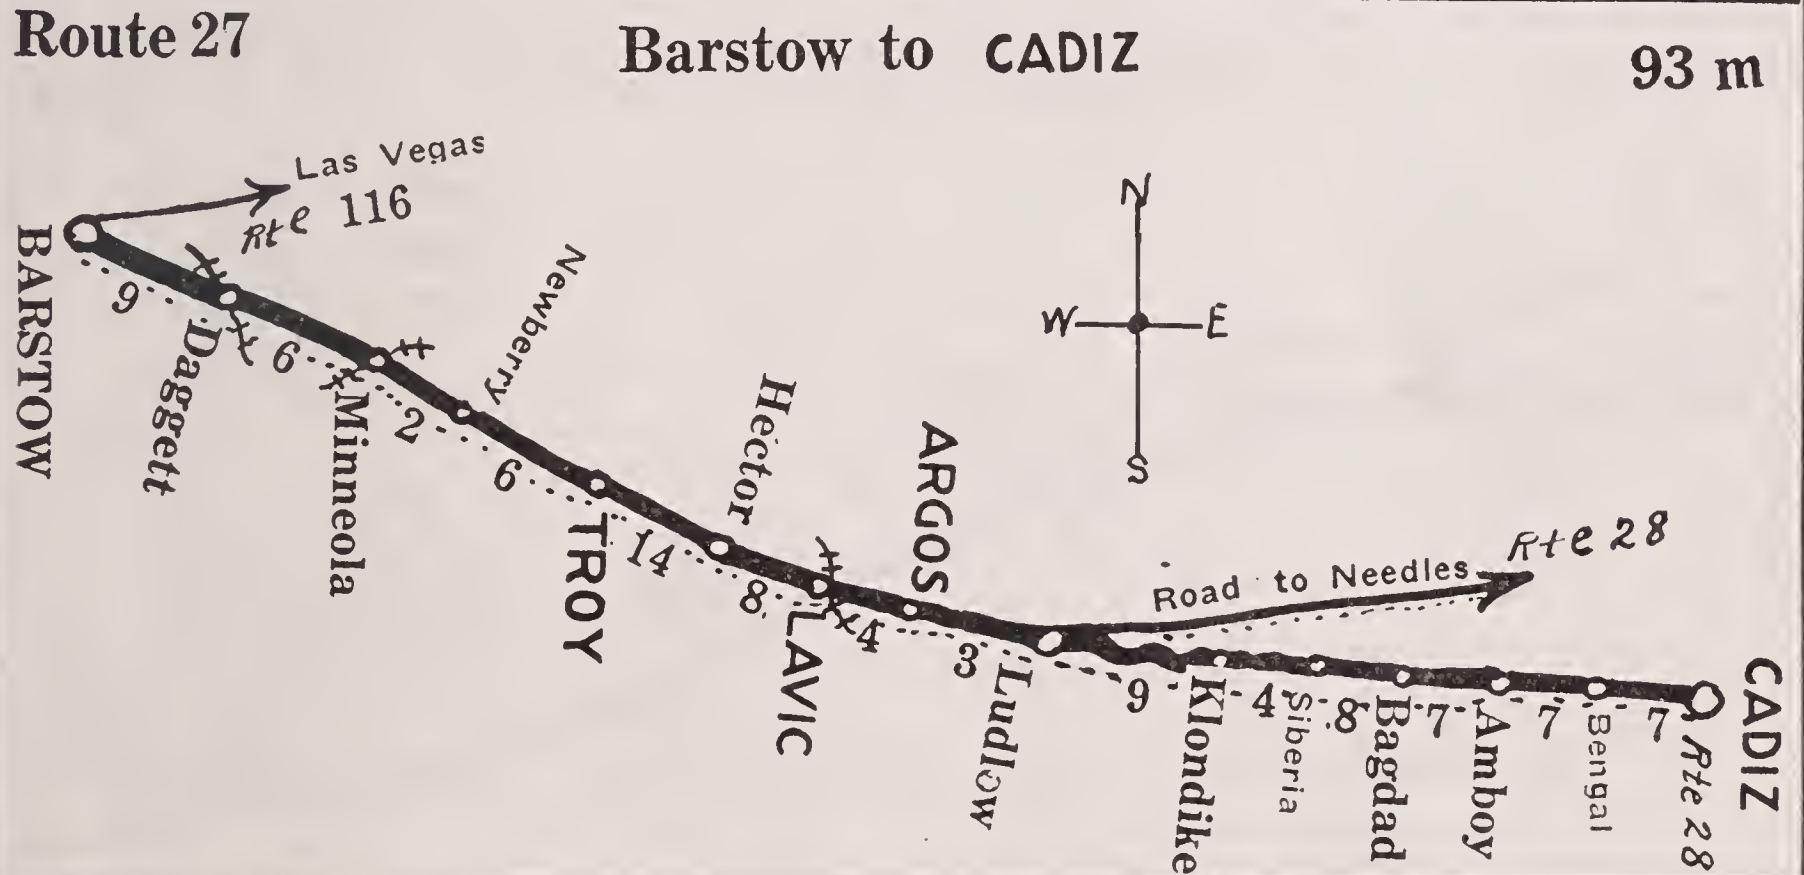 Route 27
Barstow to CADIZ
93 m
Las Vegas
Rte 116
BARSTOW
9
Daggett
6
Minneola
2
Newberry
6
TROY
14
Hector
8
LAVIC
4
ARGOS
3
Ludlow
N
W
E
S
Road to Needles
Rte 28
9
Klondike
4
Siberia
8
Bagdad
7
Amboy
7
Bengal
7
CADIZ
Rte 28